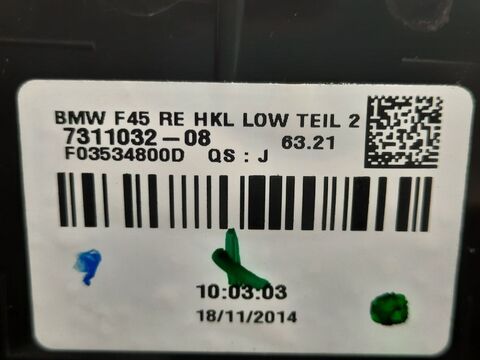 BMW F45 RE HKL LOW TEIL 2
7311032-08 63.21
F03534800D QS : J
10:03:03
18/11/2014